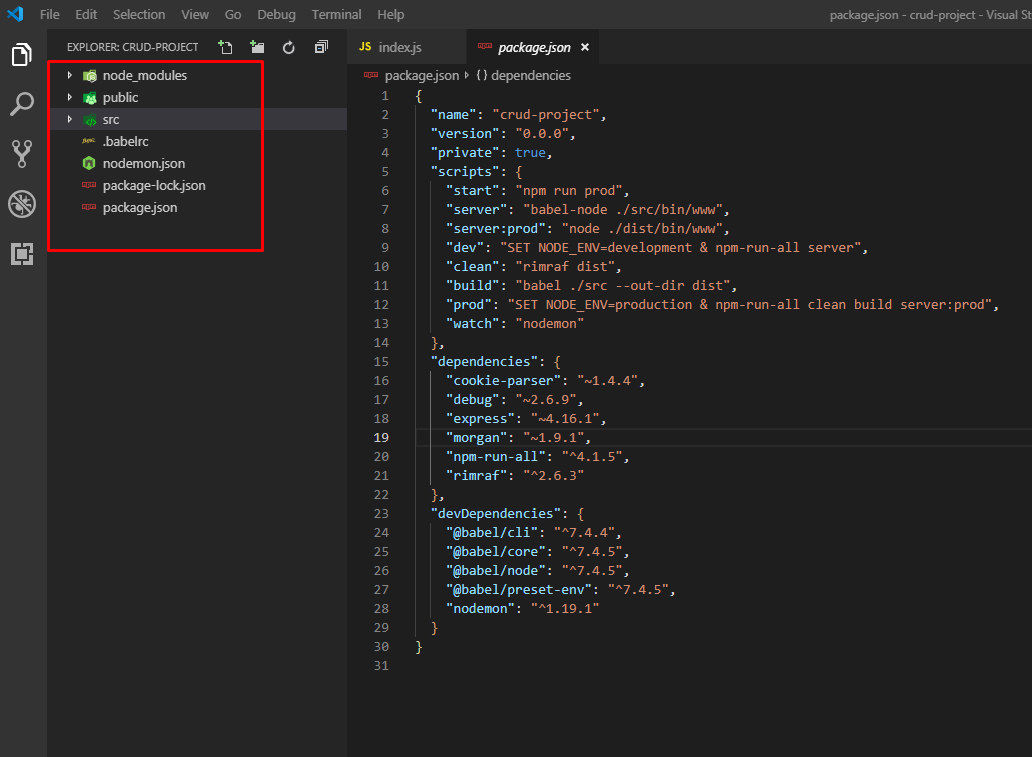 File Edit Selection View Go Debug Terminal Help package.json - crud-project - Visual St
EXPLORER: CRUD-PROJECT
node_modules
public
src
.babelrc
nodemon.json
package-lock.json
package.json
JS index.js package.json ×
package.json {} dependencies
1 {
2 "name": "crud-project",
3 "version": "0.0.0",
4 "private": true,
5 "scripts": {
6 "start": "npm run prod",
7 "server": "babel-node ./src/bin/www",
8 "server:prod": "node ./dist/bin/www",
9 "dev": "SET NODE_ENV=development & npm-run-all server",
10 "clean": "rimraf dist",
11 "build": "babel ./src --out-dir dist",
12 "prod": "SET NODE_ENV=production & npm-run-all clean build server:prod",
13 "watch": "nodemon"
14 },
15 "dependencies": {
16 "cookie-parser": "~1.4.4",
17 "debug": "~2.6.9",
18 "express": "~4.16.1",
19 "morgan": "~1.9.1",
20 "npm-run-all": "^4.1.5",
21 "rimraf": "^2.6.3"
22 },
23 "devDependencies": {
24 "@babel/cli": "^7.4.4",
25 "@babel/core": "^7.4.5",
26 "@babel/node": "^7.4.5",
27 "@babel/preset-env": "^7.4.5",
28 "nodemon": "^1.19.1"
29 }
30 }
31